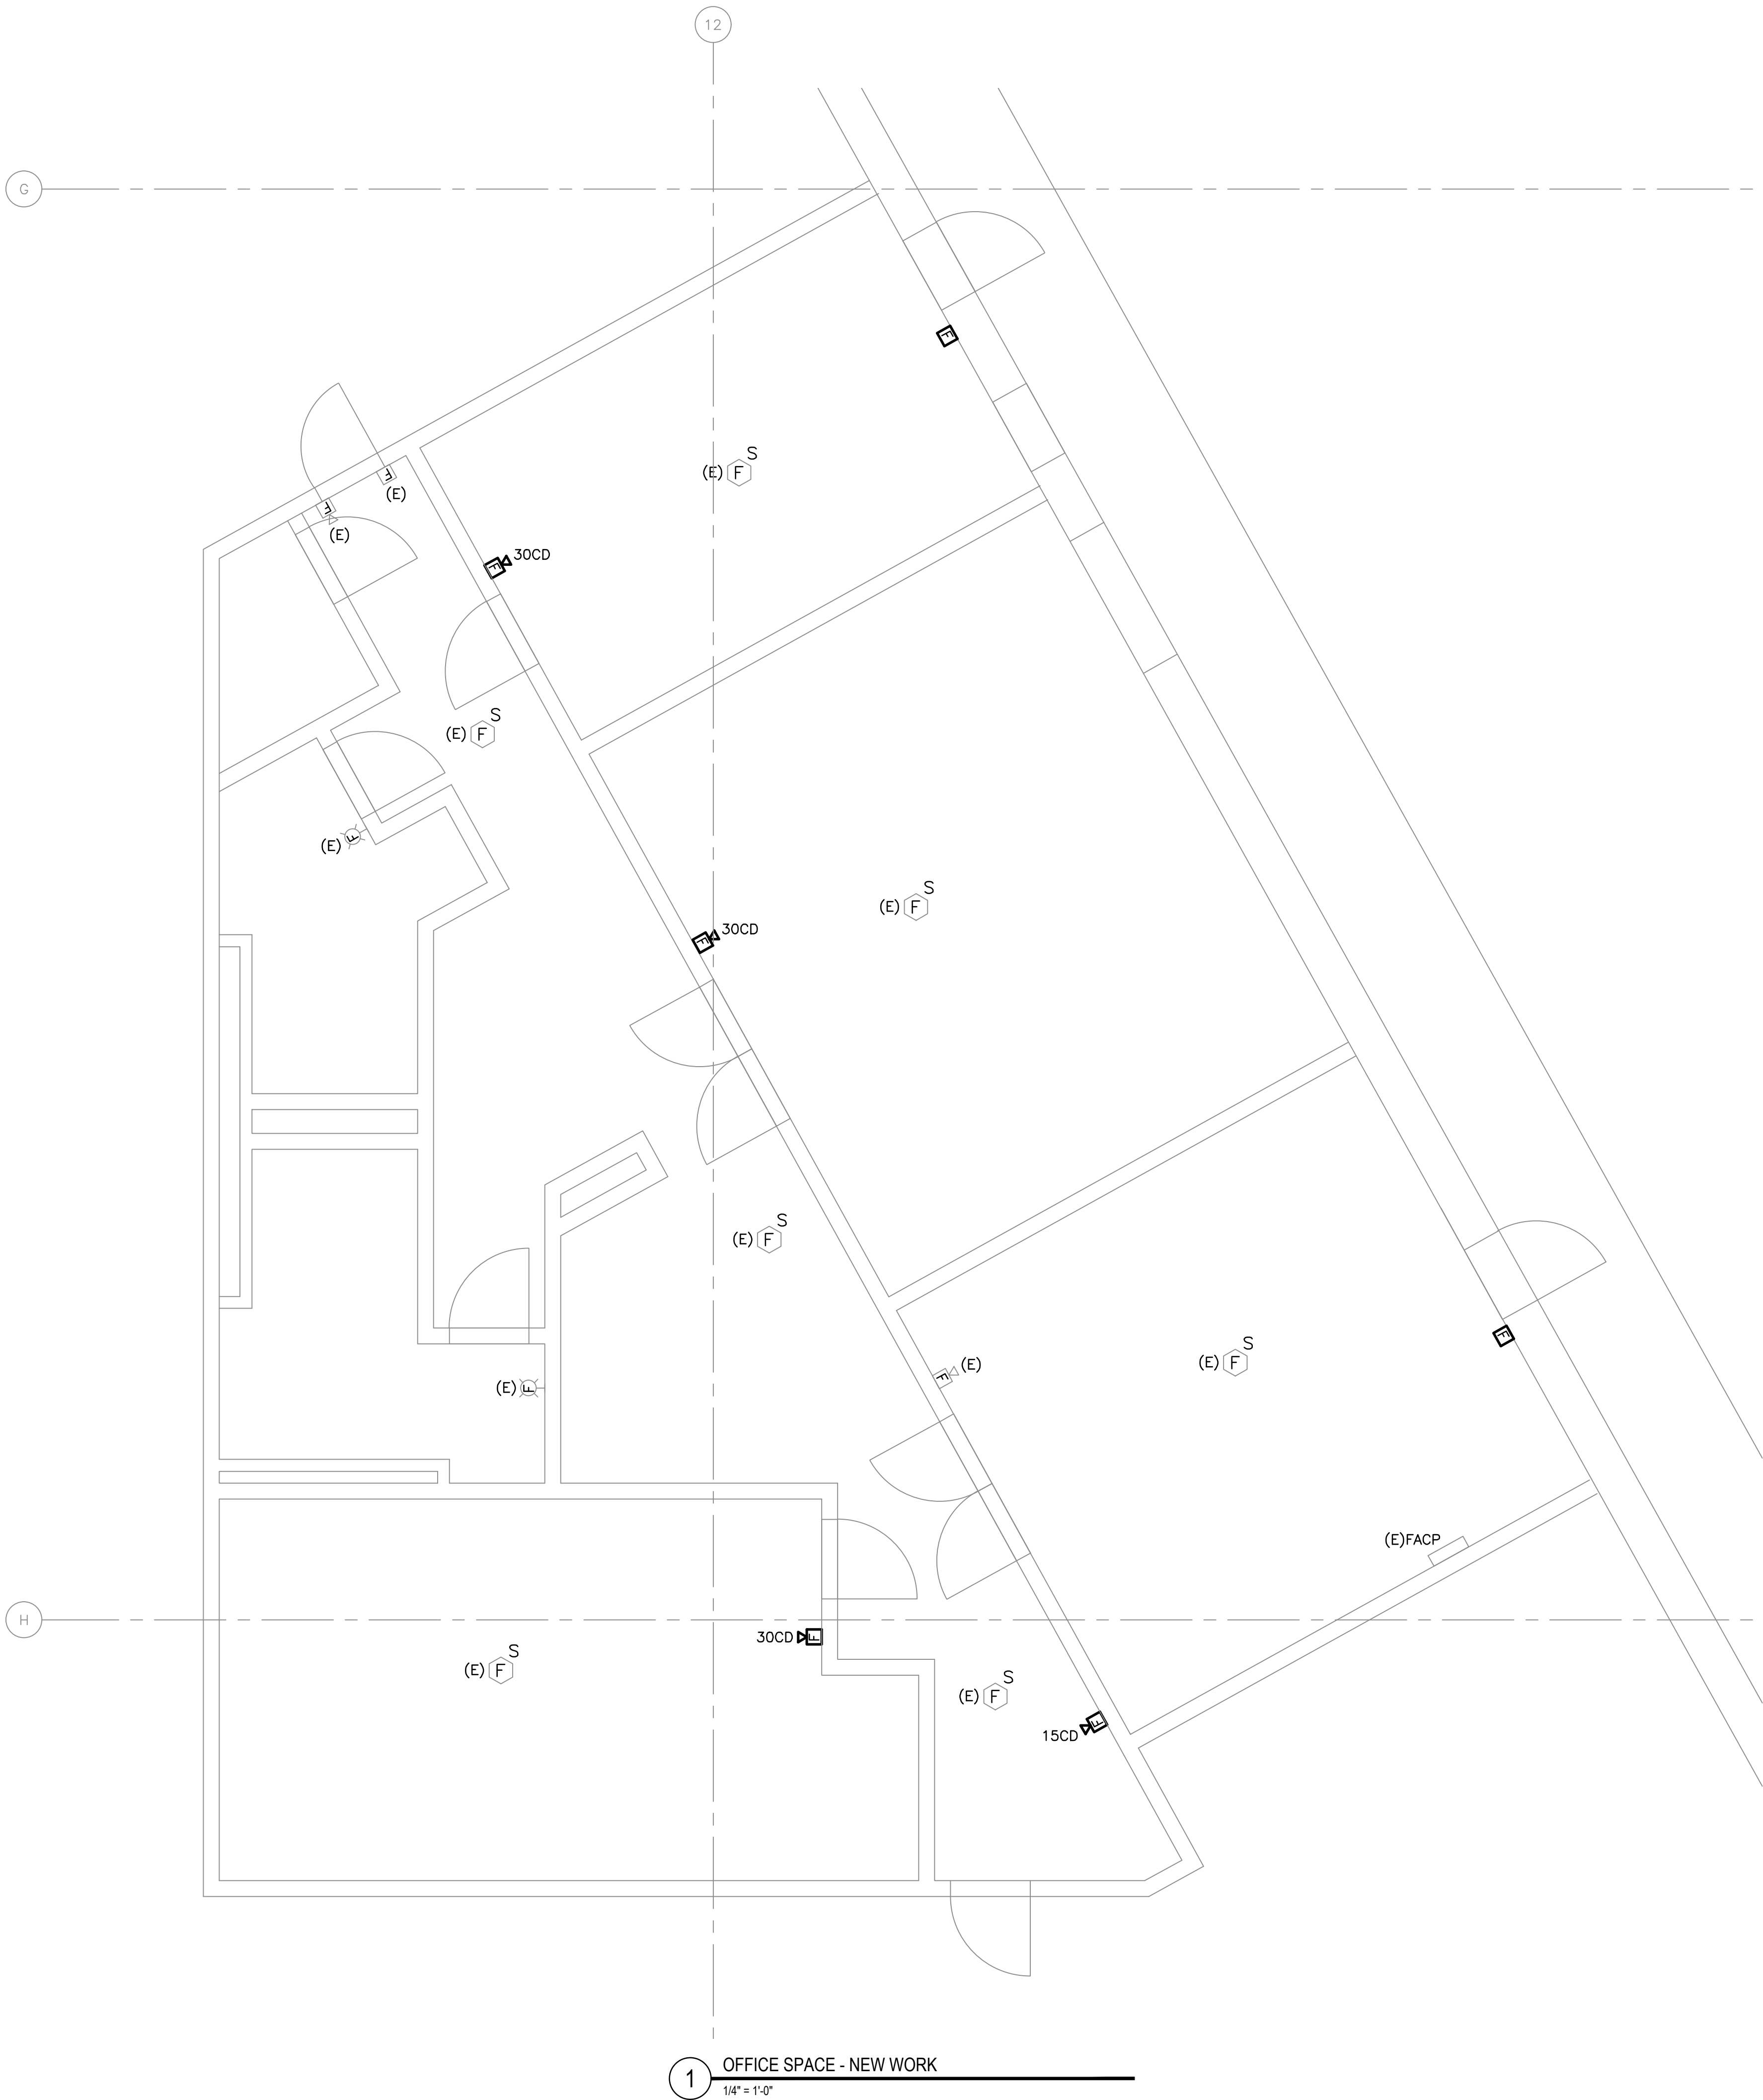 12
G
F
S
(E) F
F
(E)
F
(E)
F 30CD
S
(E) F
(E) F
S
(E) F
F 30CD
S
(E) F
F (E)
F
S
(E) F
(E) F
(E)FACP
H
30CD F
S
(E) F
S
(E) F
F
15CD
1
OFFICE SPACE - NEW WORK
1/4" = 1'-0"